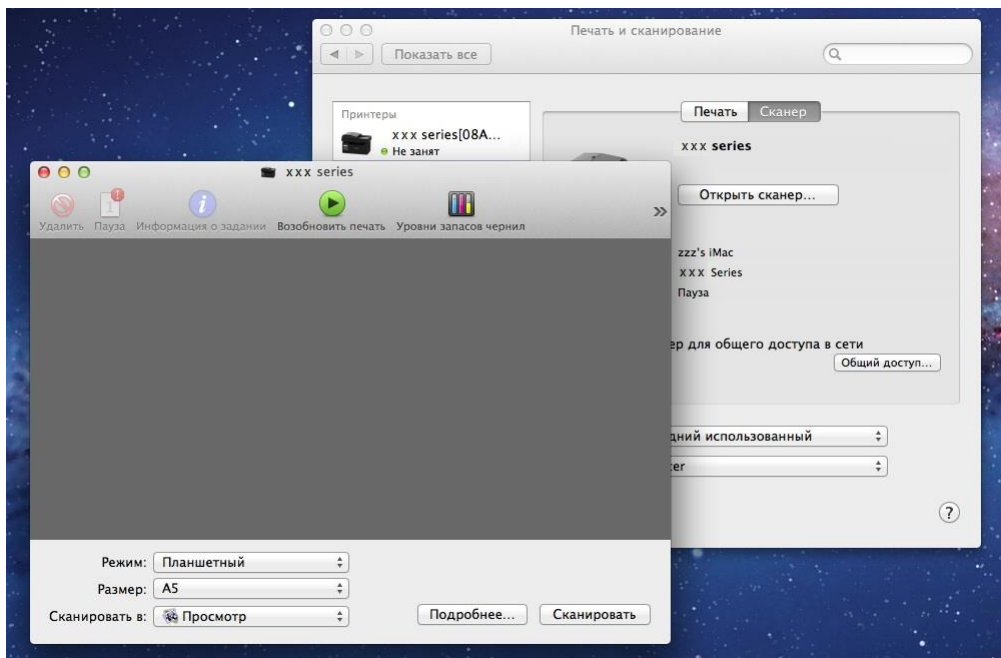 Печать и сканирование
Показать все
Принтеры
xxx series[08A...
Не занят
Печать Сканер
xxx series
Открыть сканер...
zzz's iMac
xxx Series
Пауза
ер для общего доступа в сети
Общий доступ...
дний использованный
er
?
xxx series
Удалить Пауза Информация о задании Возобновить печать Уровни запасов чернил
Режим: Планшетный
Размер: A5
Сканировать в: Просмотр
Подробнее... Сканировать